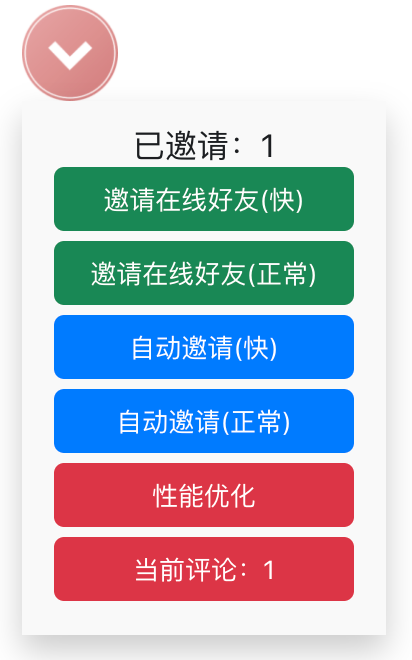 已邀请：1
邀请在线好友(快)
邀请在线好友(正常)
自动邀请(快)
自动邀请(正常)
性能优化
当前评论：1